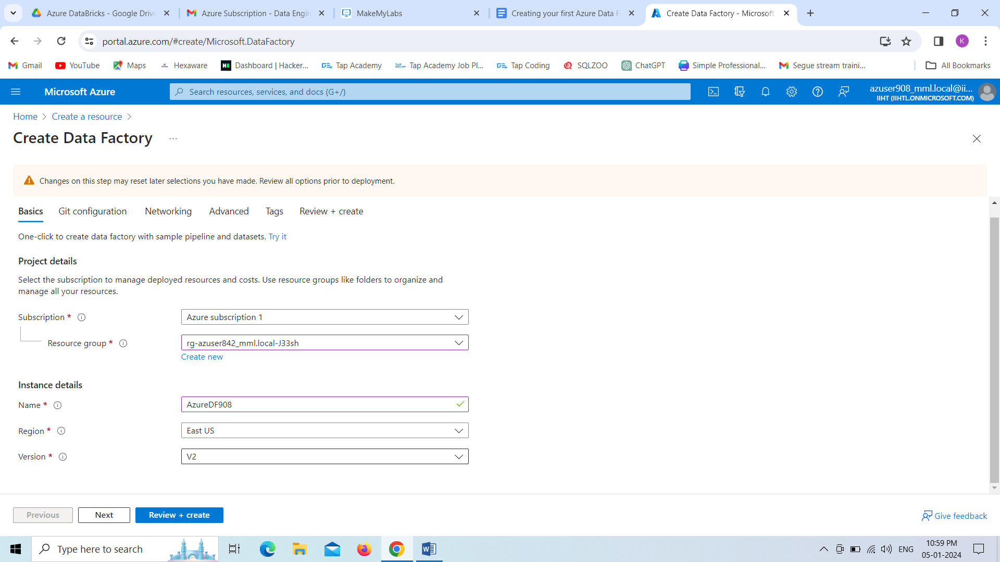 Azure DataBricks - Google Drive
Azure Subscription - Data Engin
MakeMyLabs
Creating your first Azure Data F
Create Data Factory - Microsoft
portal.azure.com/#create/Microsoft.DataFactory
K
Gmail
YouTube
Maps
Hexaware
Dashboard | Hacker...
Tap Academy
Tap Academy Job Pl...
Tap Coding
SQLZOO
ChatGPT
Simple Professional...
Segue stream traini...
All Bookmarks
Microsoft Azure
Search resources, services, and docs (G+/)
azuser908_mml.local@ii...
IIHT (IIHTL.ONMICROSOFT.COM)
Home > Create a resource >
Create Data Factory ...
Changes on this step may reset later selections you have made. Review all options prior to deployment.
Basics Git configuration Networking Advanced Tags Review + create
One-click to create data factory with sample pipeline and datasets. Try it
Project details
Select the subscription to manage deployed resources and costs. Use resource groups like folders to organize and
manage all your resources.
Subscription * Azure subscription 1
Resource group * rg-azuser842_mml.local-J33sh
Create new
Instance details
Name * AzureDF908
Region * East US
Version * V2
Previous Next Review + create
Give feedback
Type here to search
ENG
10:59 PM
05-01-2024